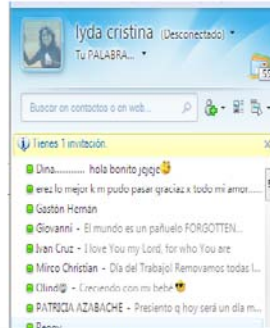 lyda cristina (Desconectado)
Tu PALABRA...
Buscar en contactos o en web...
Tienes 1 invitación.
Dina............ hola bonito jejeje
erez lo mejor k m pudo pasar graciaz x todo mi amor......
Gastón Hernán
Giovanni - El mundo es un pañuelo FORGOTTEN...
Ivan Cruz - I love You my Lord, for who You are
Mirco Christian - Dia del Trabajo! Removamos todas l...
Olind@ - Creciendo con mi bebe
PATRICIA AZABACHE - Presiento q hoy será un día m...